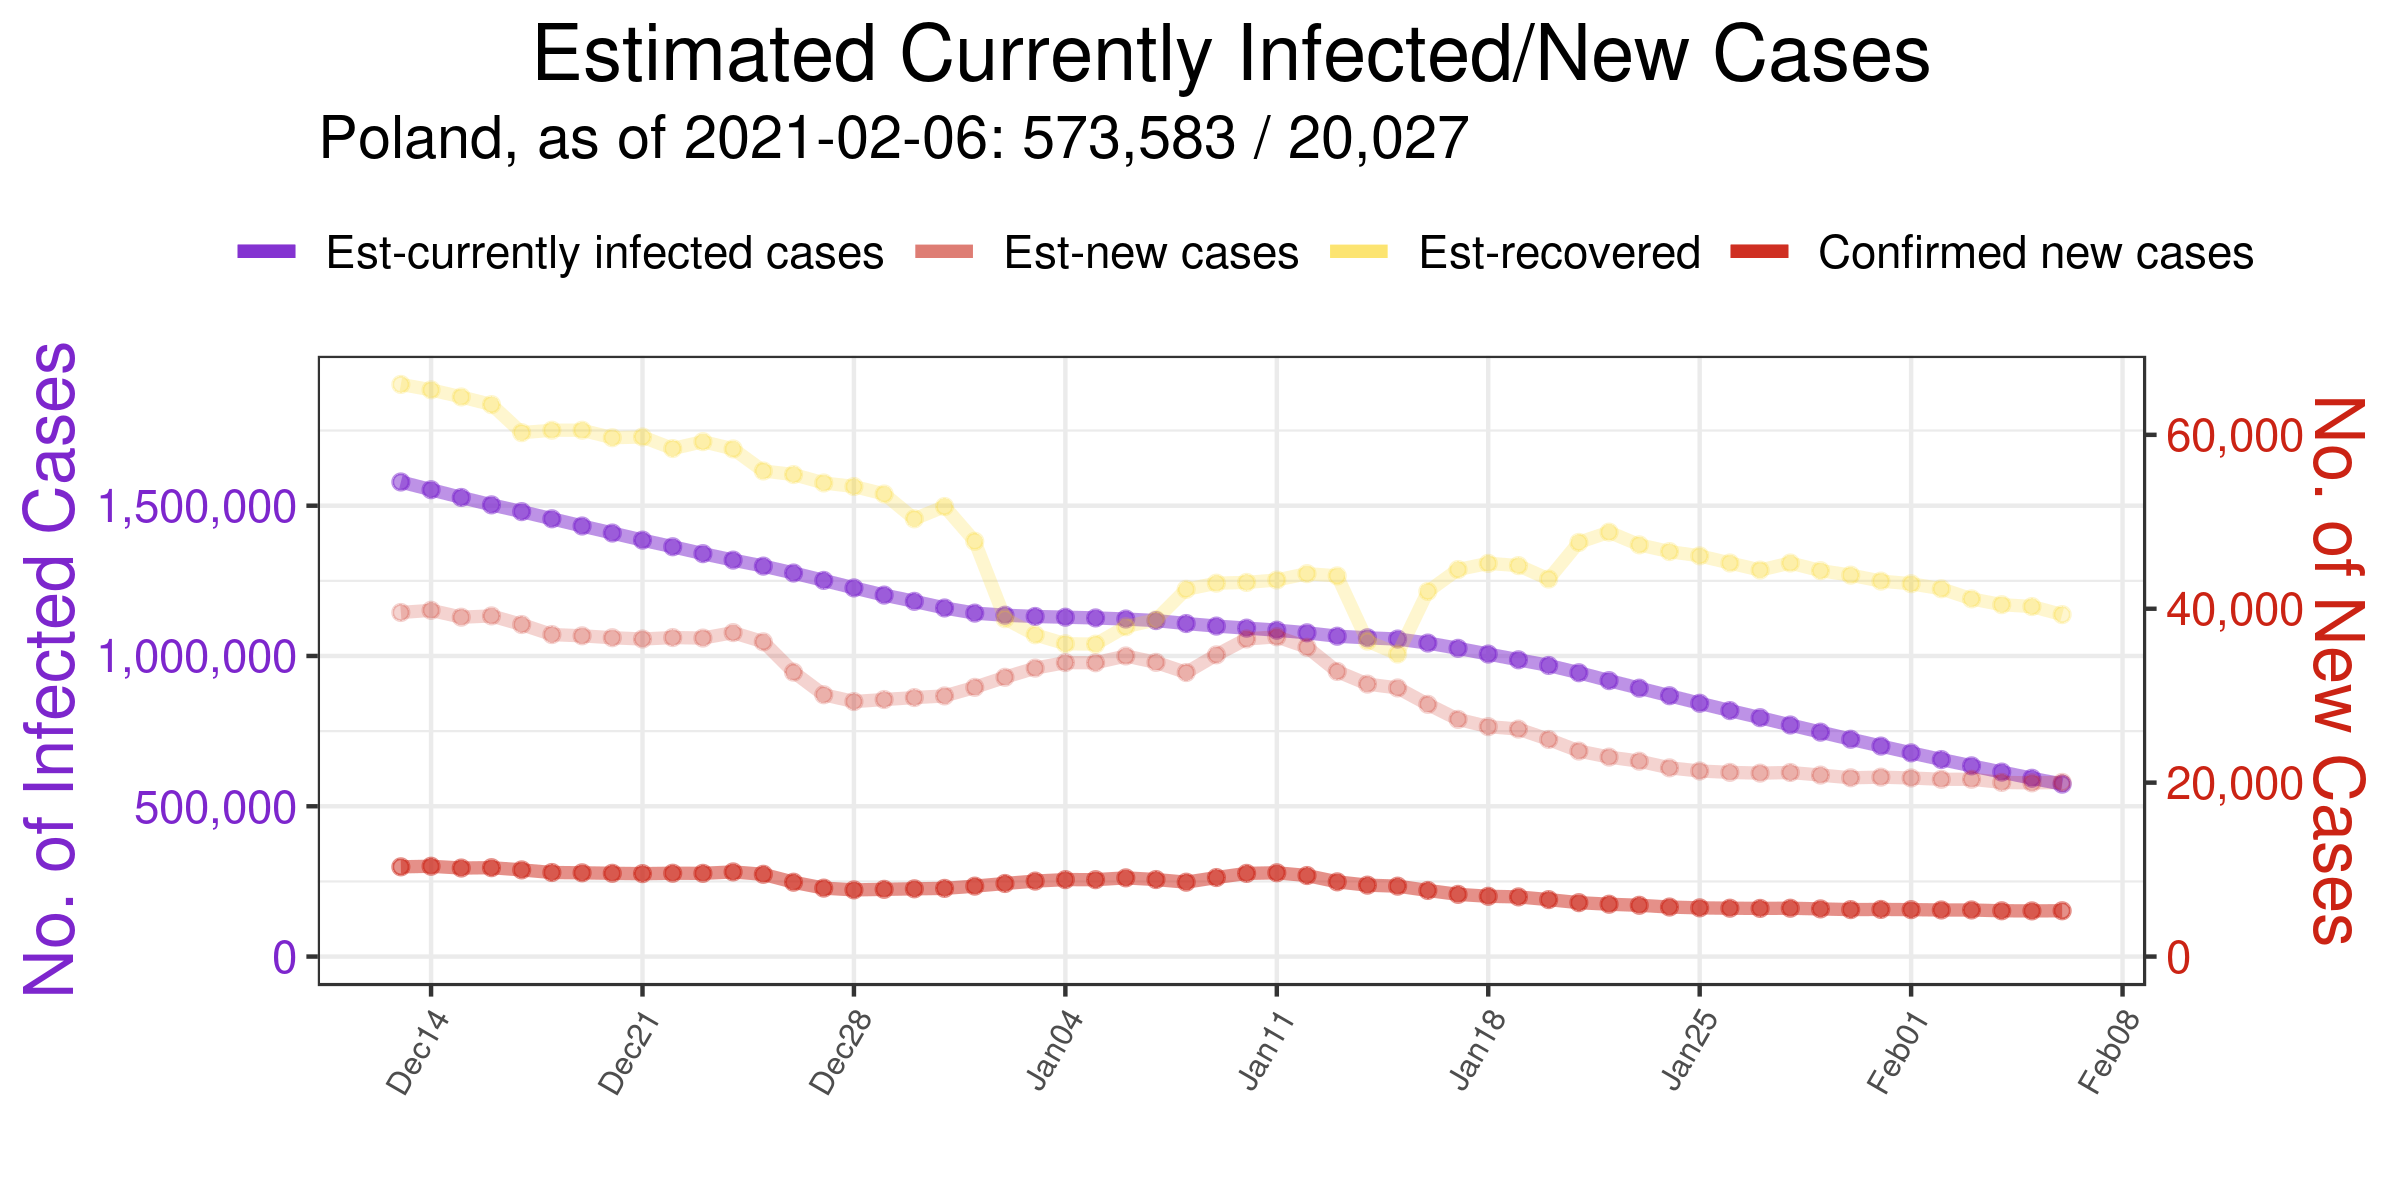 Estimated Currently Infected/New Cases
Poland, as of 2021-02-06: 573,583 / 20,027
Est-currently infected cases Est-new cases Est-recovered Confirmed new cases
No. of Infected Cases
1,500,000
1,000,000
500,000
0
60,000
40,000
20,000
0
No. of New Cases
Dec14 Dec21 Dec28 Jan04 Jan11 Jan18 Jan25 Feb01 Feb08